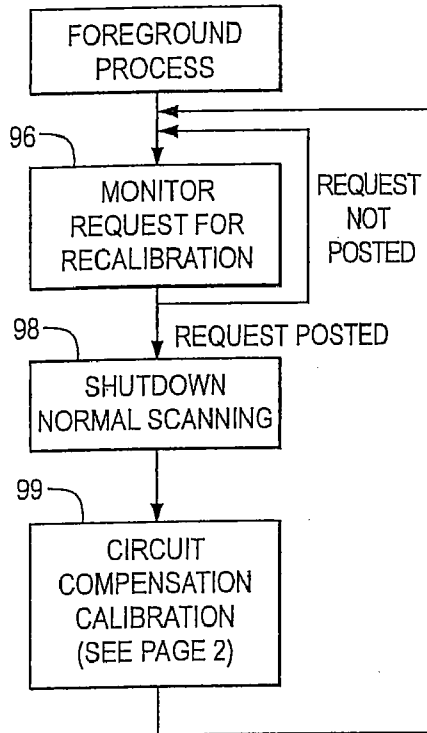 FOREGROUND
PROCESS
96
MONITOR
REQUEST FOR
RECALIBRATION
REQUEST
NOT
POSTED
REQUEST POSTED
98
SHUTDOWN
NORMAL SCANNING
99
CIRCUIT
COMPENSATION
CALIBRATION
(SEE PAGE 2)